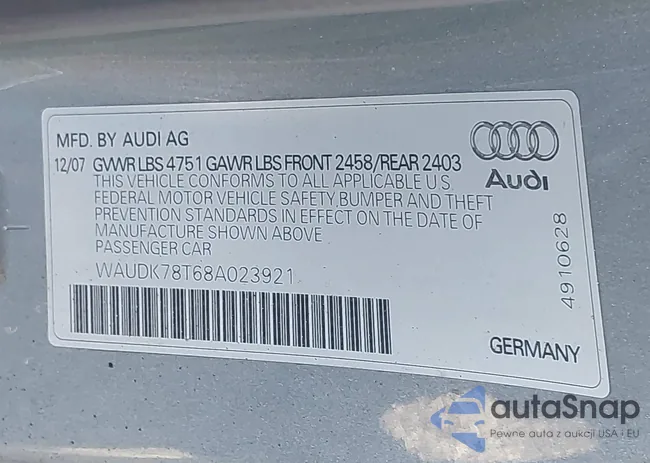 MFD. BY AUDI AG
12/07 GVWR LBS 4751 GAWR LBS FRONT 2458/REAR 2403
THIS VEHICLE CONFORMS TO ALL APPLICABLE U.S.
FEDERAL MOTOR VEHICLE SAFETY,BUMPER AND THEFT
PREVENTION STANDARDS IN EFFECT ON THE DATE OF
MANUFACTURE SHOWN ABOVE
PASSENGER CAR
WAUDK78T68A023921
Audi
4910628
GERMANY
autaSnap
Pewne auta z aukcji USA i EU